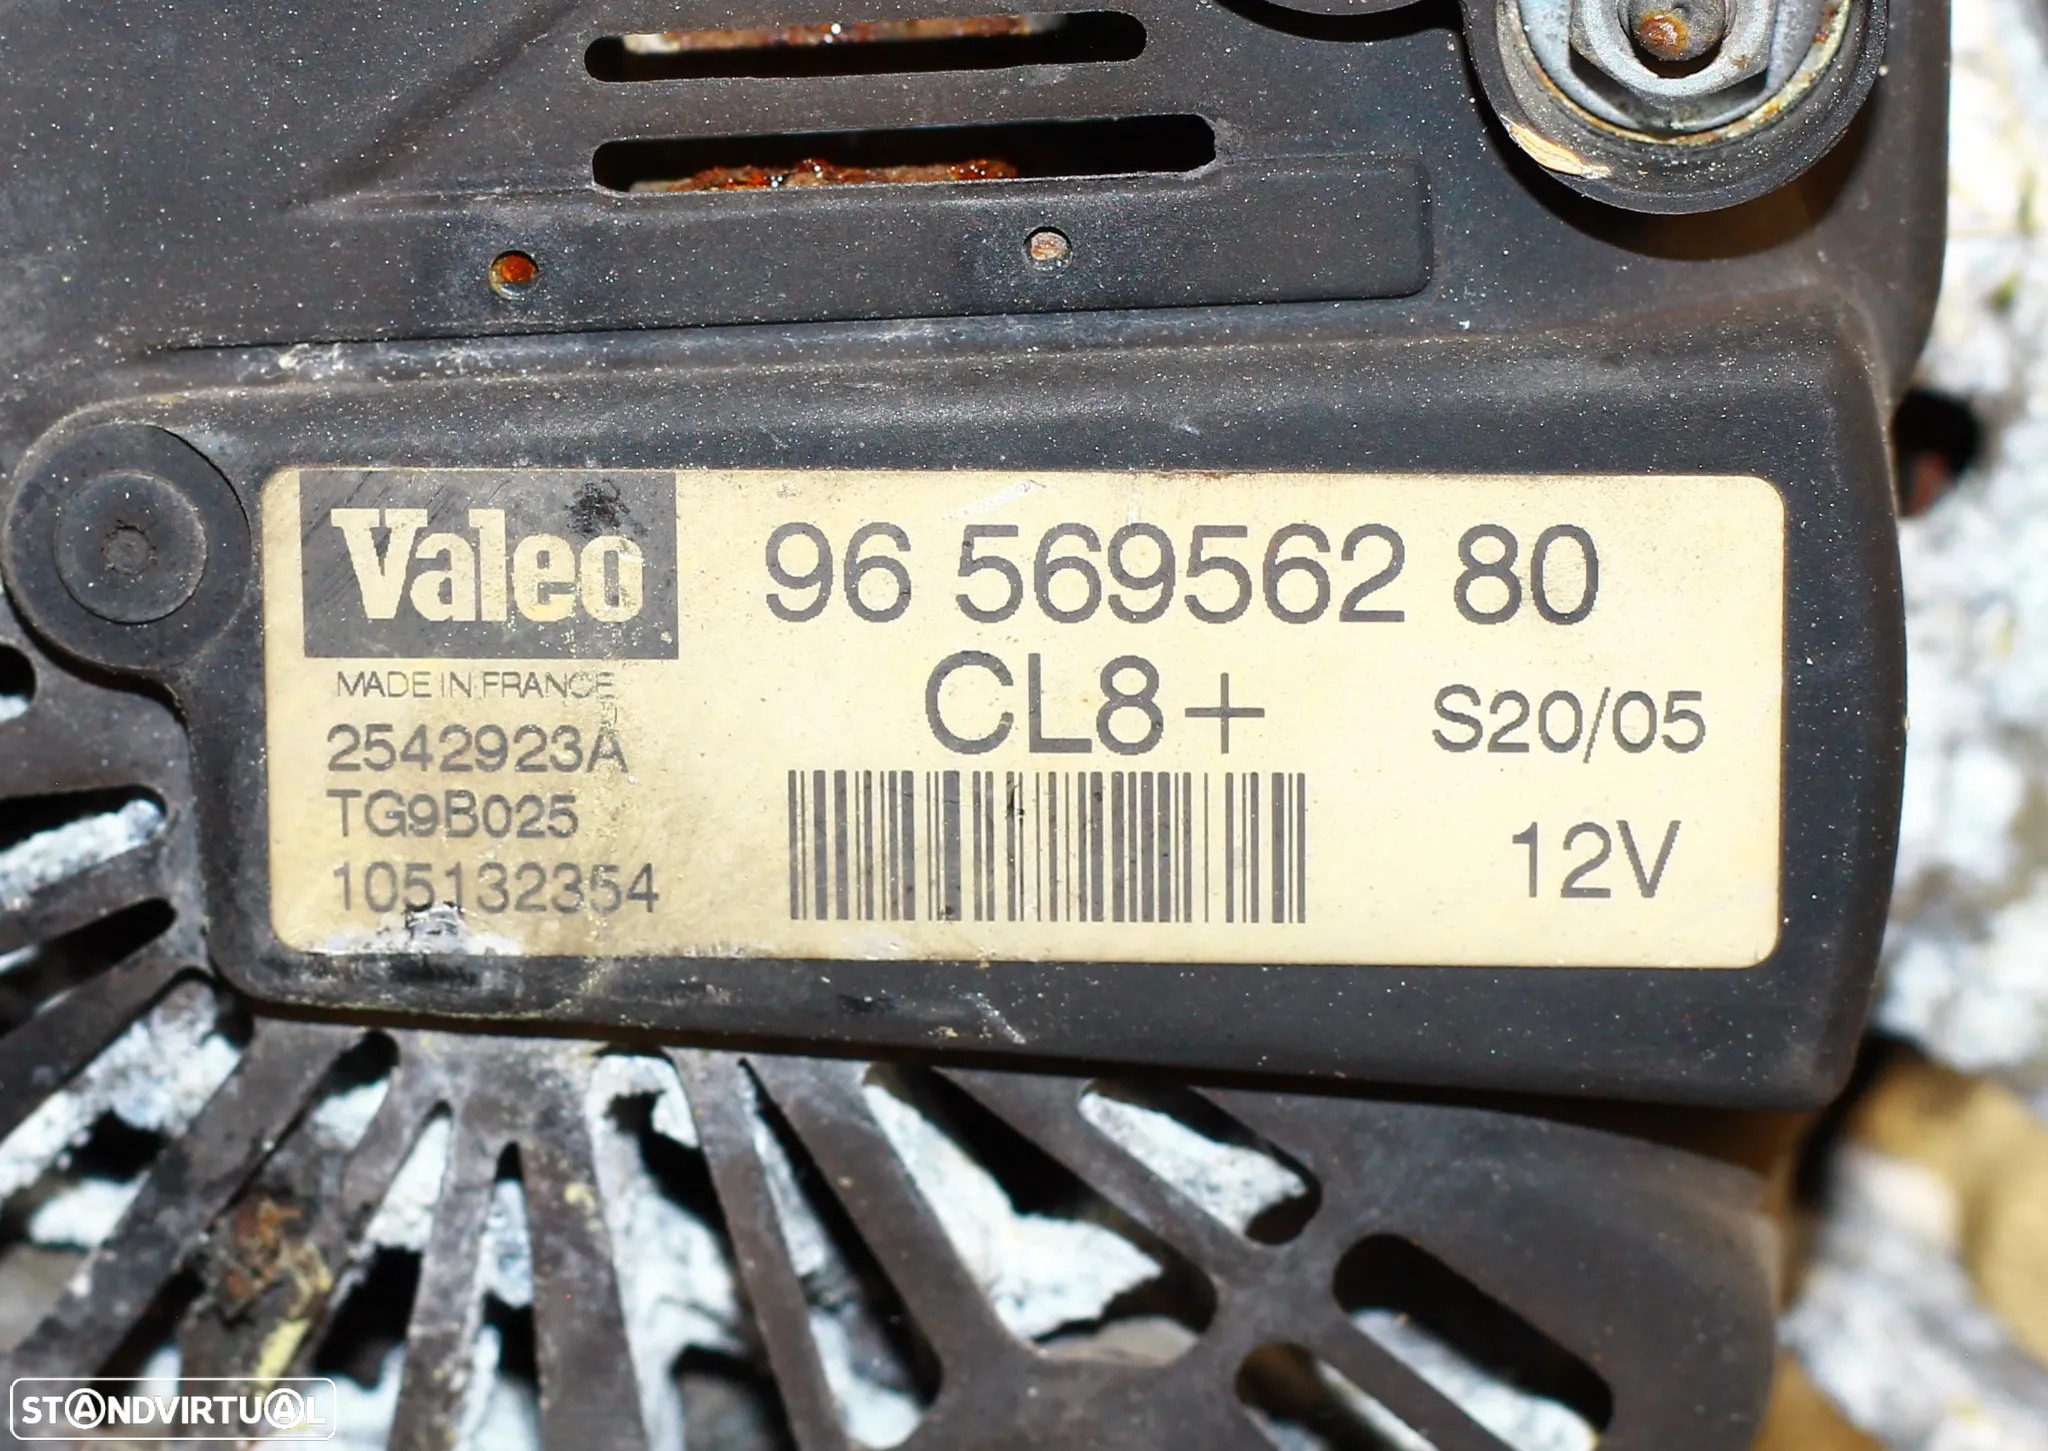 Valeo
MADE IN FRANCE
2542923A
TG9B025
105132354
96 569562 80
CL8+
S20/05
12V
STANDVIRTUAL